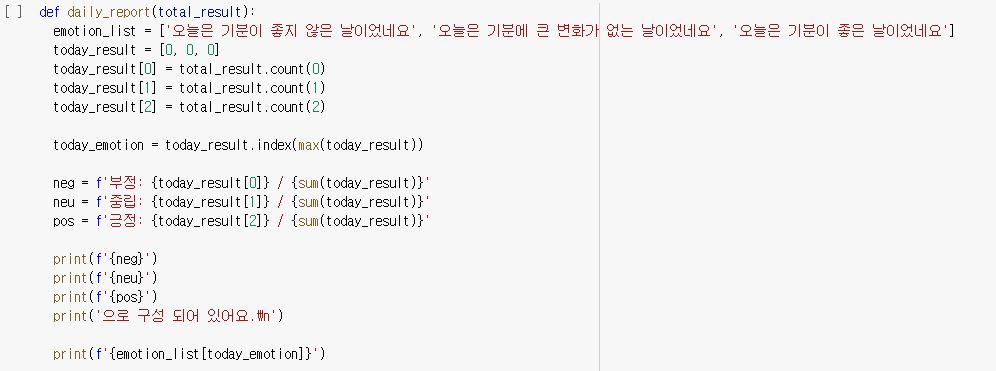 [ ] def daily_report(total_result):
emotion_list = ['오늘은 기분이 좋지 않은 날이었네요', '오늘은 기분에 큰 변화가 없는 날이었네요', '오늘은 기분이 좋은 날이었네요']
today_result = [0, 0, 0]
today_result[0] = total_result.count(0)
today_result[1] = total_result.count(1)
today_result[2] = total_result.count(2)
today_emotion = today_result.index(max(today_result))
neg = f'부정: {today_result[0]} / {sum(today_result)}'
neu = f'중립: {today_result[1]} / {sum(today_result)}'
pos = f'긍정: {today_result[2]} / {sum(today_result)}'
print(f'{neg}')
print(f'{neu}')
print(f'{pos}')
print('으로 구성 되어 있어요.₩n')
print(f'{emotion_list[today_emotion]}')